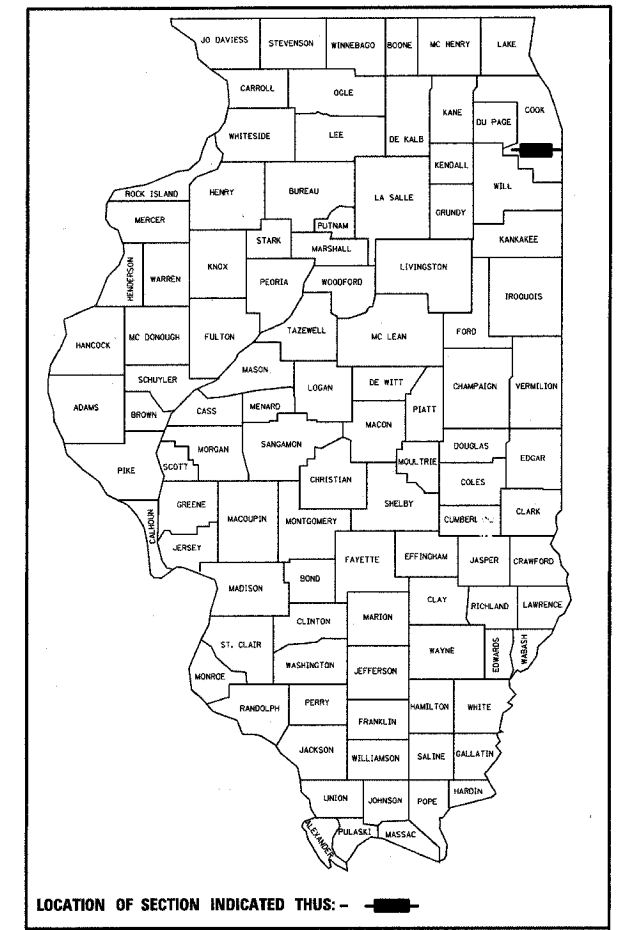 JO DAVIESS STEVENSON WINNEBAGO BOONE MC HENRY LAKE
CARROLL OGLE KANE COOK
DU PAGE
WHITESIDE LEE DE KALB
KENDALL
ROCK ISLAND HENRY BUREAU LA SALLE WILL
MERCER PUTNAM GRUNDY
STARK MARSHALL KANKAKEE
HENDERSON WARREN KNOX PEORIA WOODFORD LIVINGSTON
IROQUOIS
HANCOCK MC DONOUGH FULTON TAZEWELL MC LEAN FORD
MASON
SCHUYLER LOGAN DE WITT CHAMPAIGN VERMILION
ADAMS BROWN CASS MENARD PIATT
MACON
MORGAN SANGAMON DOUGLAS EDGAR
PIKE SCOTT MOULTRIE
CHRISTIAN COLES
GREENE MACOUPIN SHELBY CLARK
CALHOUN MONTGOMERY CUMBERL
JERSEY FAYETTE EFFINGHAM JASPER CRAWFORD
MADISON BOND
CLAY RICHLAND LAWRENCE
CLINTON MARION
ST. CLAIR WAYNE EDWARDS WABASH
WASHINGTON JEFFERSON
MONROE
RANDOLPH PERRY HAMILTON WHITE
FRANKLIN
JACKSON WILLIAMSON SALINE GALLATIN
UNION JOHNSON POPE HARDIN
ALEXANDER PULASKI MASSAC
LOCATION OF SECTION INDICATED THUS: -